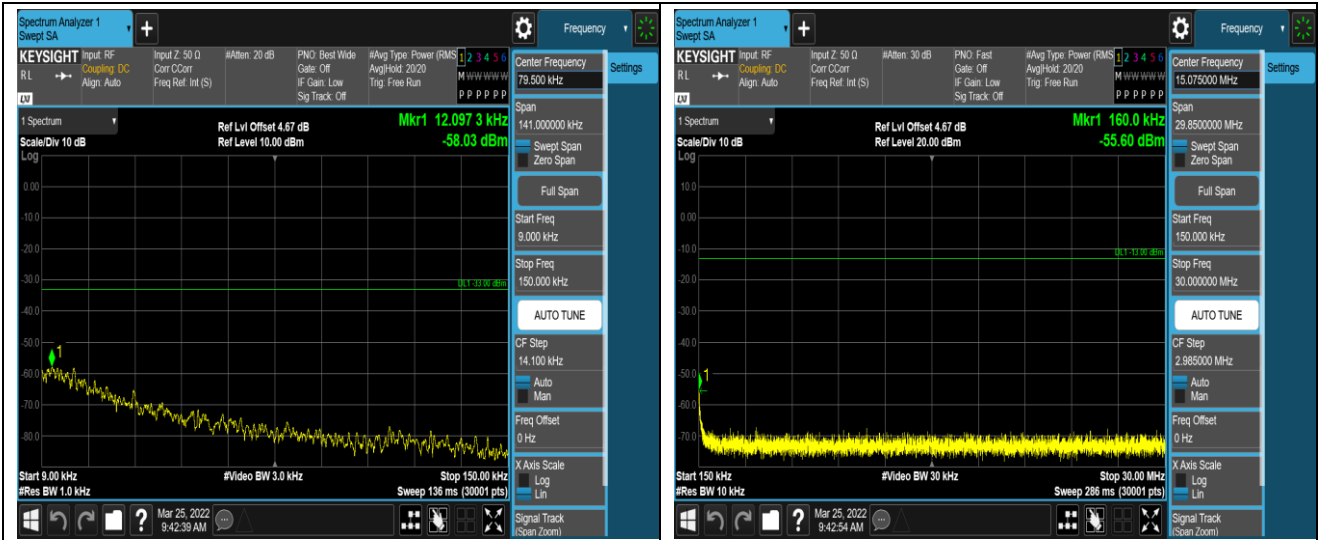 Spectrum Analyzer 1
Swept SA
+
Frequency
KEYSIGHT Input: RF Input Z: 50 Ω #Atten: 20 dB PNO: Best Wide #Avg Type: Power (RMS 1 2 3 4 5 6
RL Coupling: DC Corr CCorr Gate: Off Avg|Hold: 20/20 M W W W W W
Align: Auto Freq Ref: Int (S) IF Gain: Low Trig: Free Run
LXI Sig Track: Off P P P P P P
1 Spectrum
Ref Lvl Offset 4.67 dB Mkr1 12.097 3 kHz
Scale/Div 10 dB Ref Level 10.00 dBm -58.03 dBm
Log
0.00
-10.0
-20.0
-30.0
DL1 -33.00 dBm
-40.0
-50.0
1
-60.0
-70.0
-80.0
Start 9.00 kHz #Video BW 3.0 kHz Stop 150.00 kHz
#Res BW 1.0 kHz Sweep 136 ms (30001 pts)
Mar 25, 2022
9:42:39 AM
Center Frequency
79.500 kHz
Settings
Span
141.000000 kHz
Swept Span
Zero Span
Full Span
Start Freq
9.000 kHz
Stop Freq
150.000 kHz
AUTO TUNE
CF Step
14.100 kHz
Auto
Man
Freq Offset
0 Hz
X Axis Scale
Log
Lin
Signal Track
(Span Zoom)
Spectrum Analyzer 1
Swept SA
+
Frequency
KEYSIGHT Input: RF Input Z: 50 Ω #Atten: 30 dB PNO: Fast #Avg Type: Power (RMS 1 2 3 4 5 6
RL Coupling: DC Corr CCorr Gate: Off Avg|Hold: 20/20 M W W W W W
Align: Auto Freq Ref: Int (S) IF Gain: Low Trig: Free Run
LXI Sig Track: Off P P P P P P
1 Spectrum
Ref Lvl Offset 4.67 dB Mkr1 160.0 kHz
Scale/Div 10 dB Ref Level 20.00 dBm -55.60 dBm
Log
10.0
0.00
-10.0
DL1 -13.00 dBm
-20.0
-30.0
-40.0
-50.0
1
-60.0
-70.0
Start 150 kHz #Video BW 30 kHz Stop 30.00 MHz
#Res BW 10 kHz Sweep 286 ms (30001 pts)
Mar 25, 2022
9:42:54 AM
Center Frequency
15.075000 MHz
Settings
Span
29.8500000 MHz
Swept Span
Zero Span
Full Span
Start Freq
150.000 kHz
Stop Freq
30.000000 MHz
AUTO TUNE
CF Step
2.985000 MHz
Auto
Man
Freq Offset
0 Hz
X Axis Scale
Log
Lin
Signal Track
(Span Zoom)